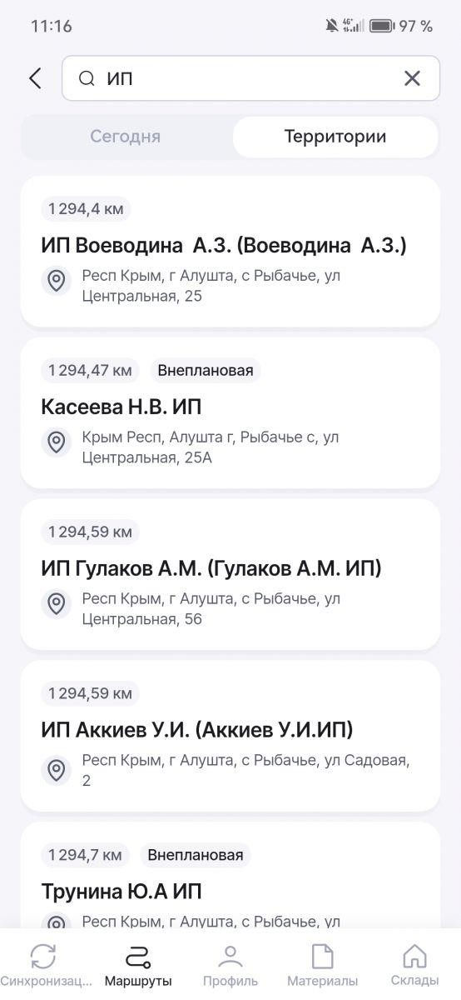 11:16
4G+
97 %
ИП
Сегодня
Территории
1 294,4 км
ИП Воеводина А.З. (Воеводина А.З.)
Респ Крым, г Алушта, с Рыбачье, ул
Центральная, 25
1 294,47 км
Внеплановая
Касеева Н.В. ИП
Крым Респ, Алушта г, Рыбачье с, ул
Центральная, 25А
1 294,59 км
ИП Гулаков А.М. (Гулаков А.М. ИП)
Респ Крым, г Алушта, с Рыбачье, ул
Центральная, 56
1 294,59 км
ИП Аккиев У.И. (Аккиев У.И.ИП)
Респ Крым, г Алушта, с Рыбачье, ул Садовая,
2
1 294,7 км
Внеплановая
Трунина Ю.А ИП
Респ Крым, г Алушта, с Рыбачье, ул
Синхронизац...
Маршруты
Профиль
Материалы
Склады